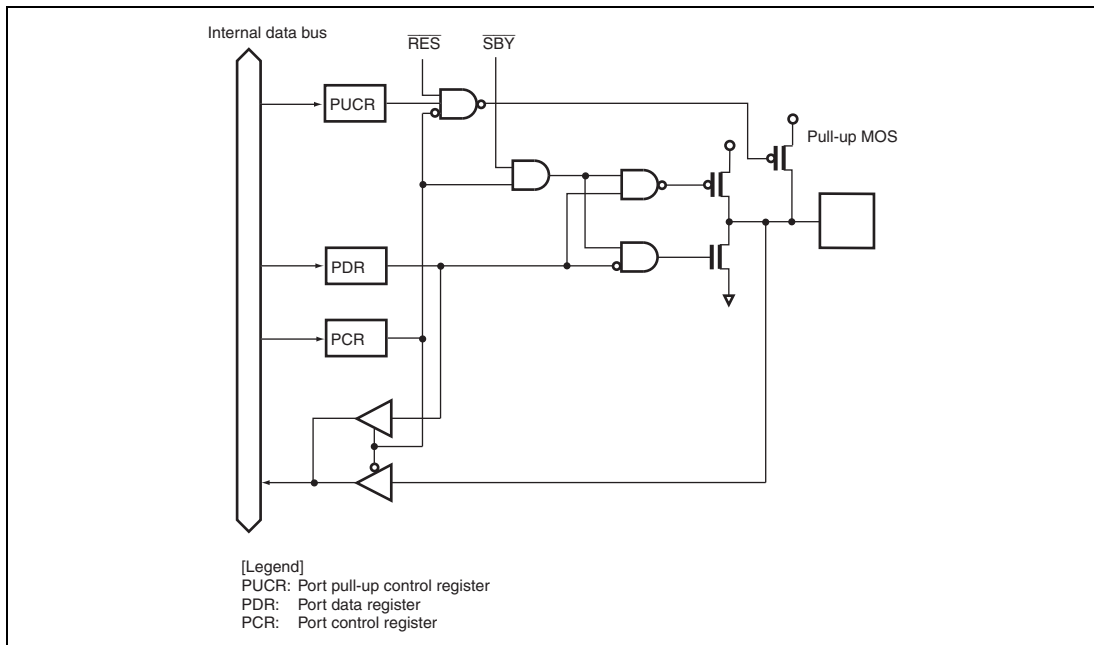 Internal data bus
RES
SBY
PUCR
Pull-up MOS
PDR
PCR
[Legend]
PUCR: Port pull-up control register
PDR: Port data register
PCR: Port control register